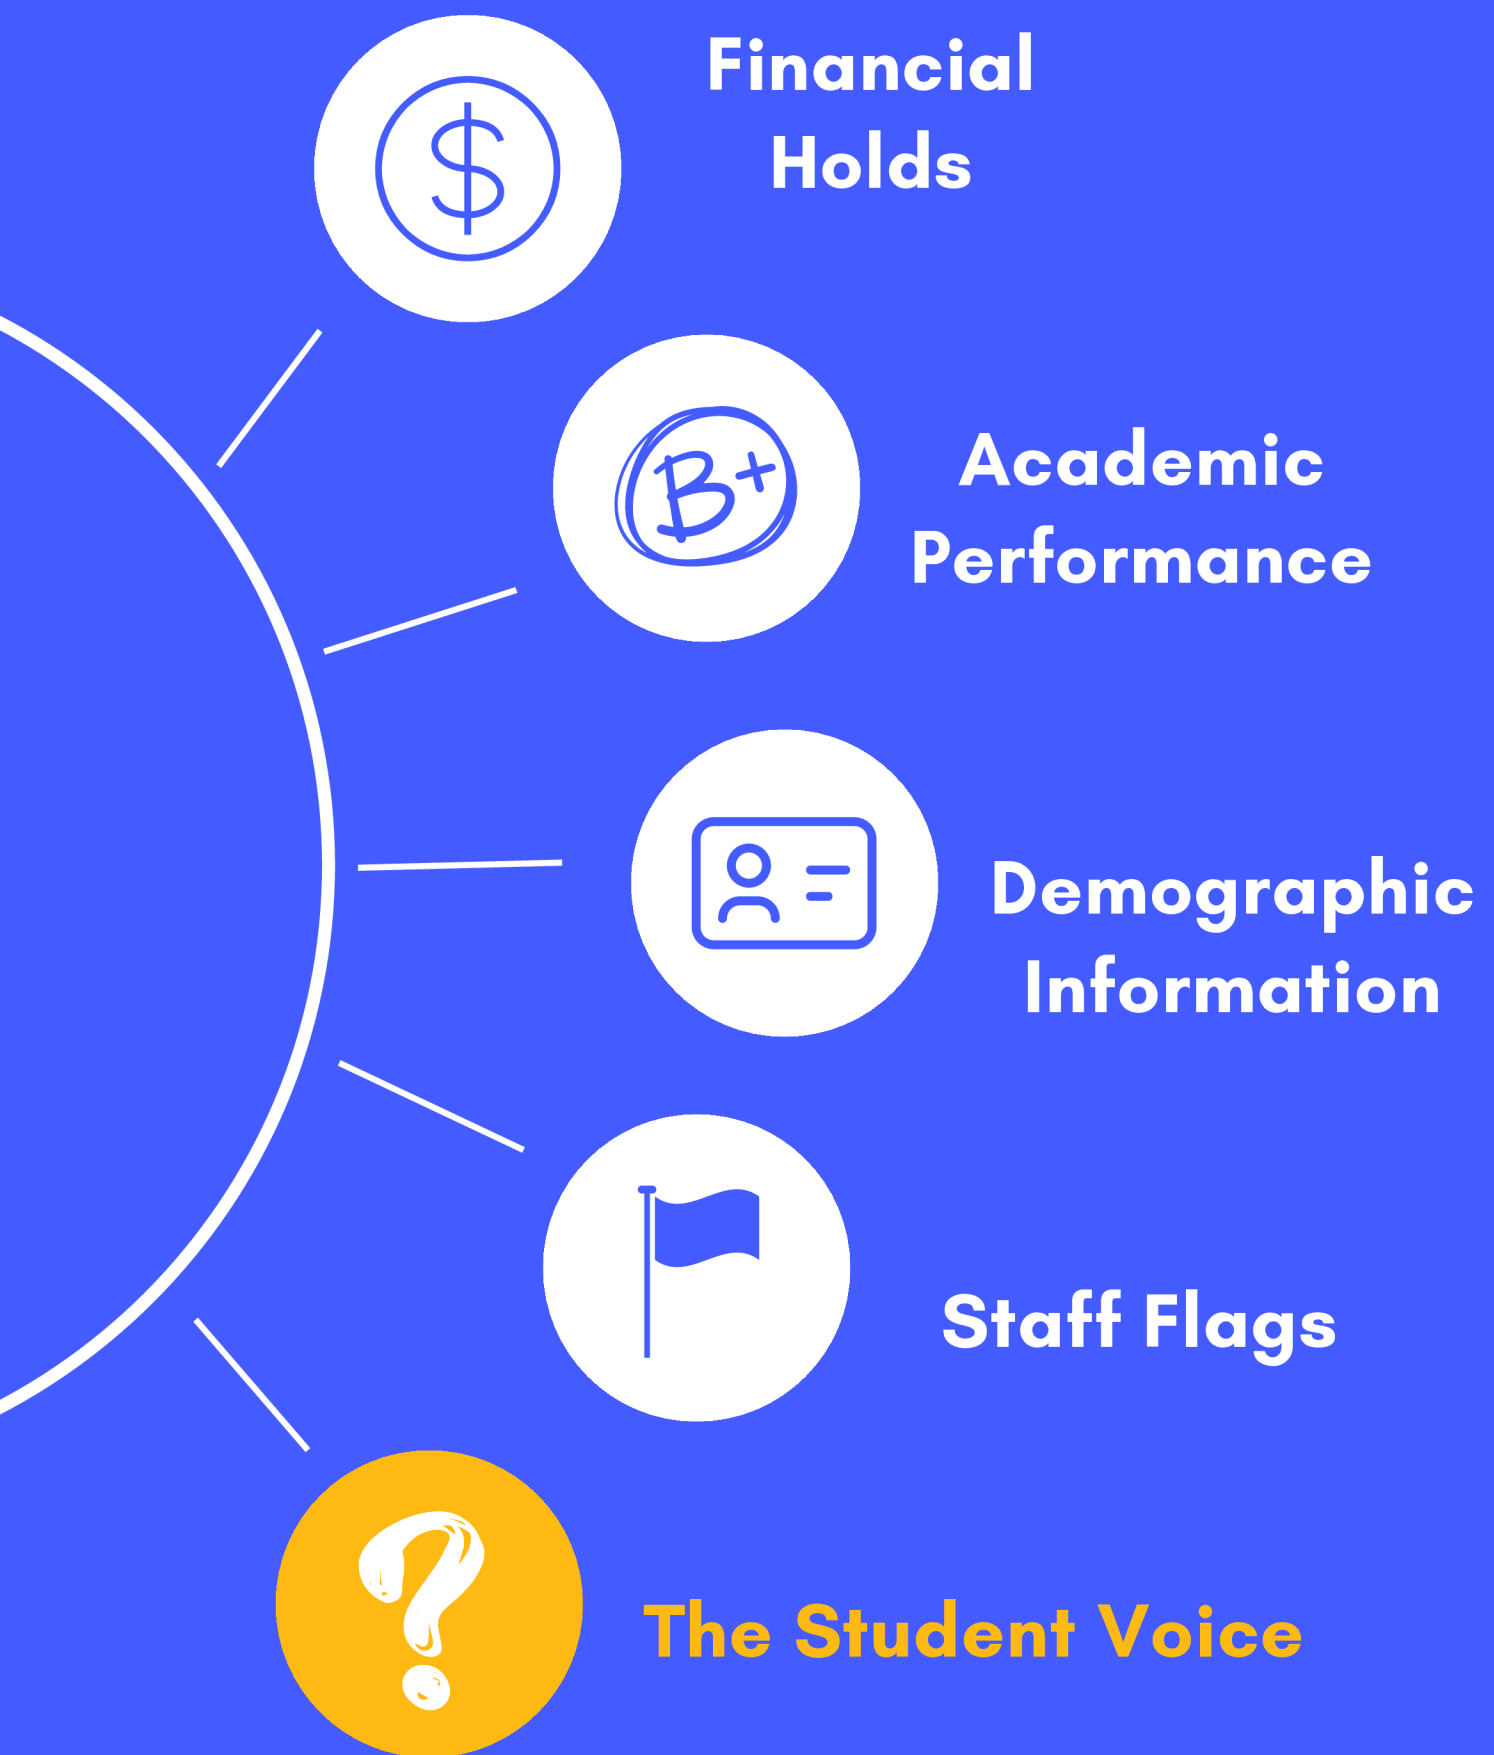 Financial
Holds
B+
Academic
Performance
Demographic
Information
Staff Flags
?
The Student Voice